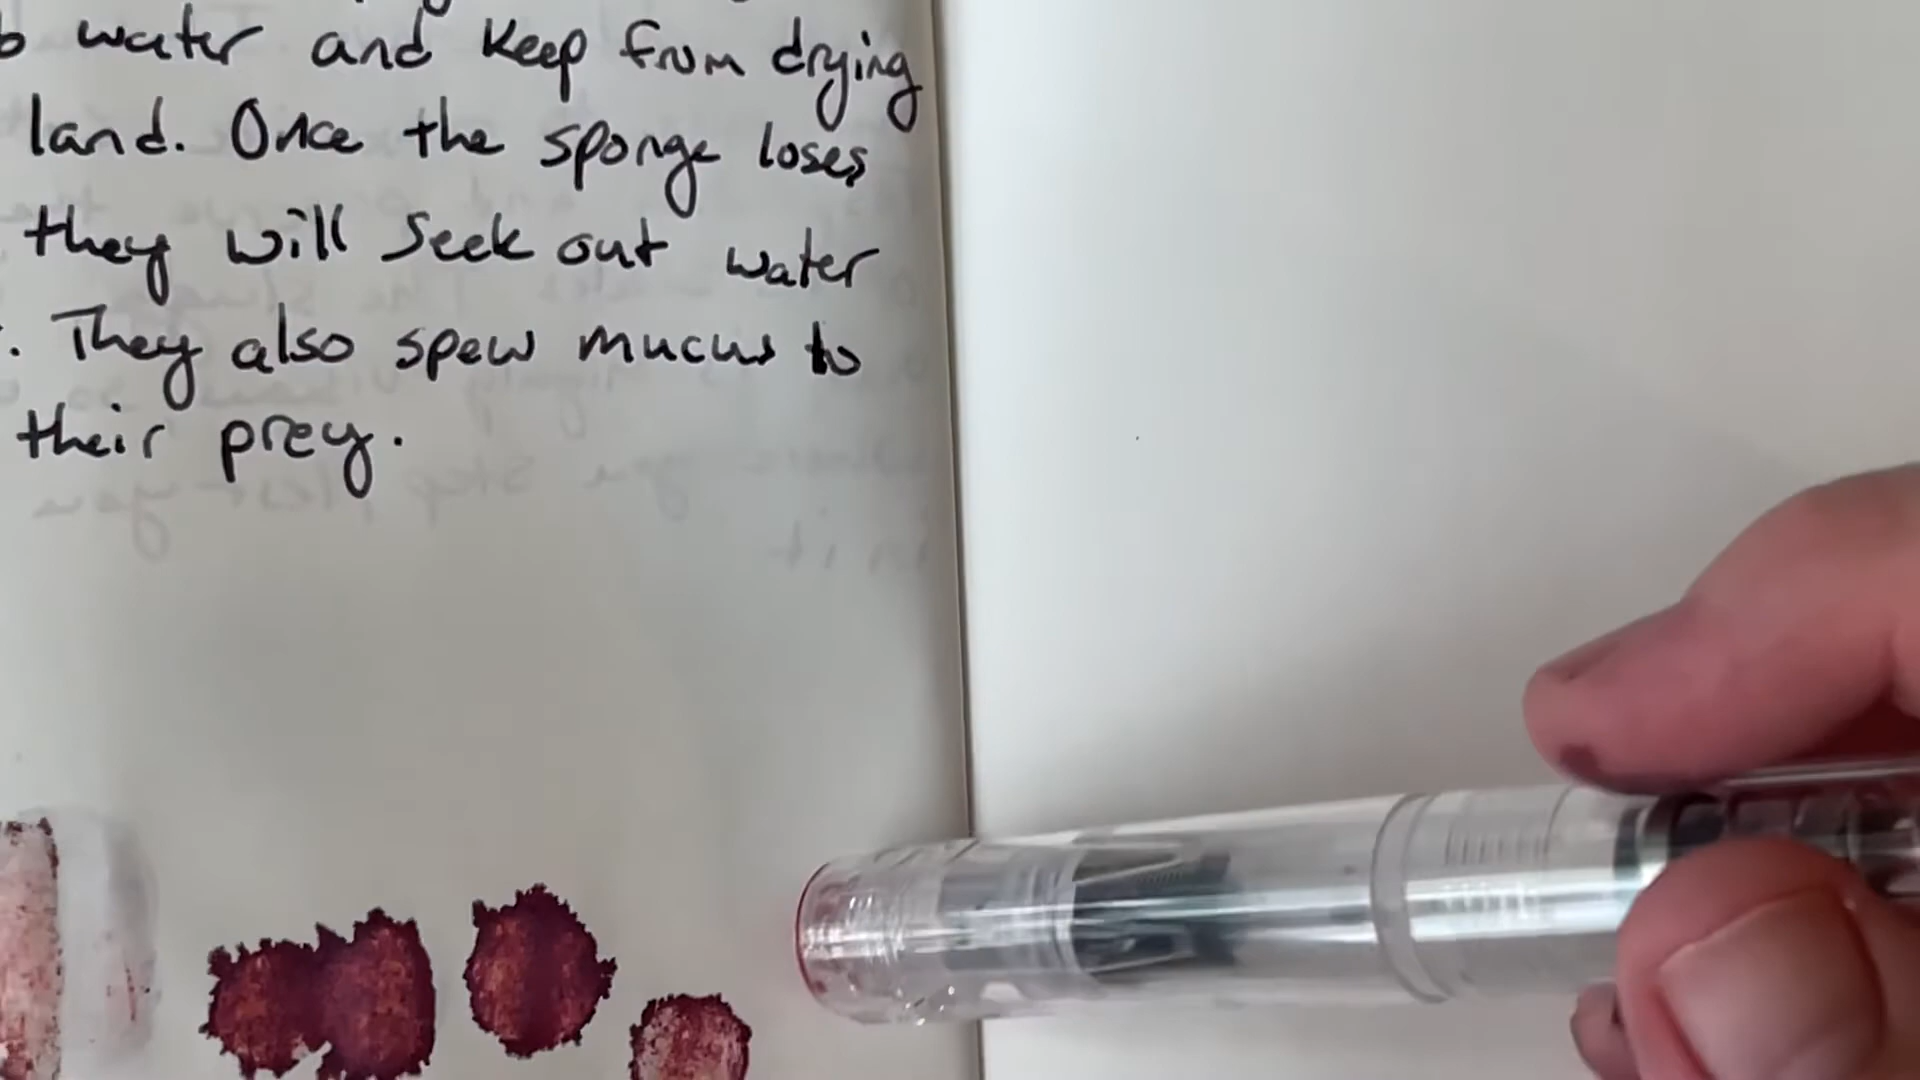 water and keep from drying
land. Once the sponge loses
they will seek out water
. They also spew mucus to
their prey.